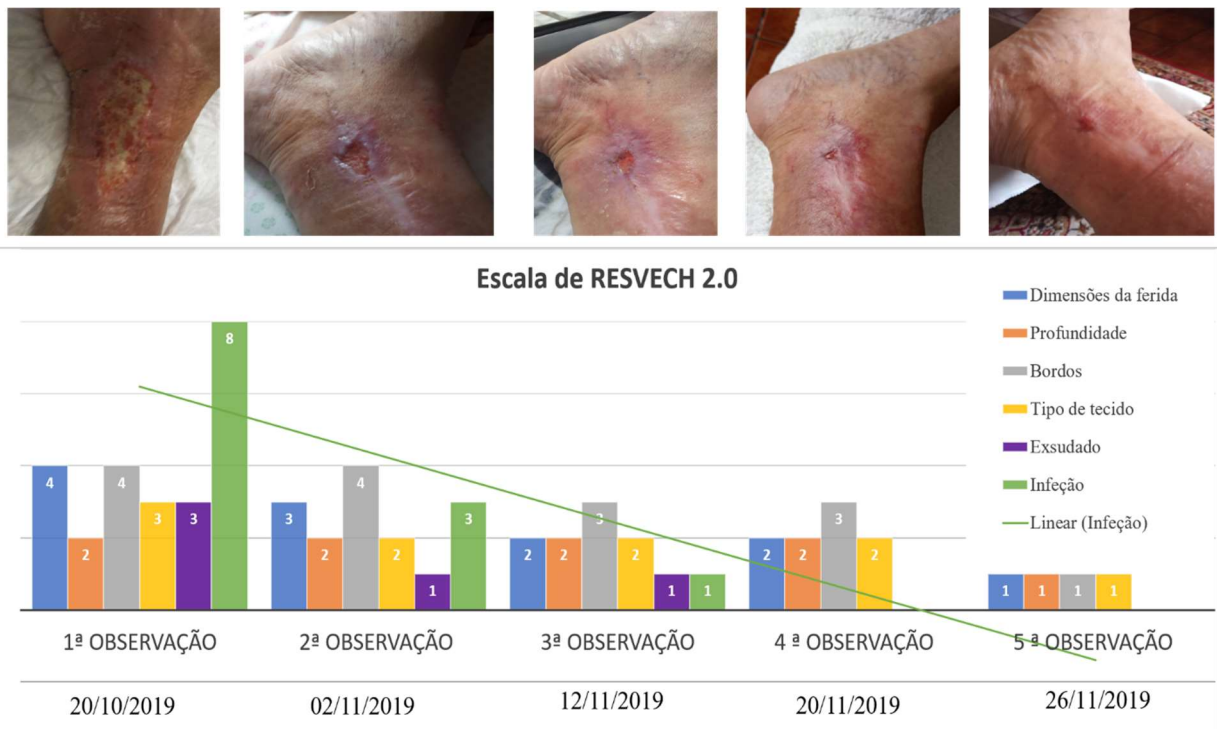 Escala de RESVECH 2.0
Dimensões da ferida
Profundidade
Bordos
Tipo de tecido
Exsudado
Infeção
Linear (Infeção)
4 2 4 3 3 8
3 2 4 2 1 3
2 2 3 2 1 1
2 2 3 2
1 1 1 1
1ª OBSERVAÇÃO 2ª OBSERVAÇÃO 3ª OBSERVAÇÃO 4 ª OBSERVAÇÃO 5 ª OBSERVAÇÃO
20/10/2019 02/11/2019 12/11/2019 20/11/2019 26/11/2019